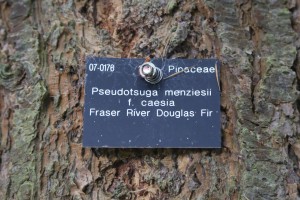 07-0178 Pinaceae
Pseudotsuga menziesii
f. caesia
Fraser River Douglas Fir